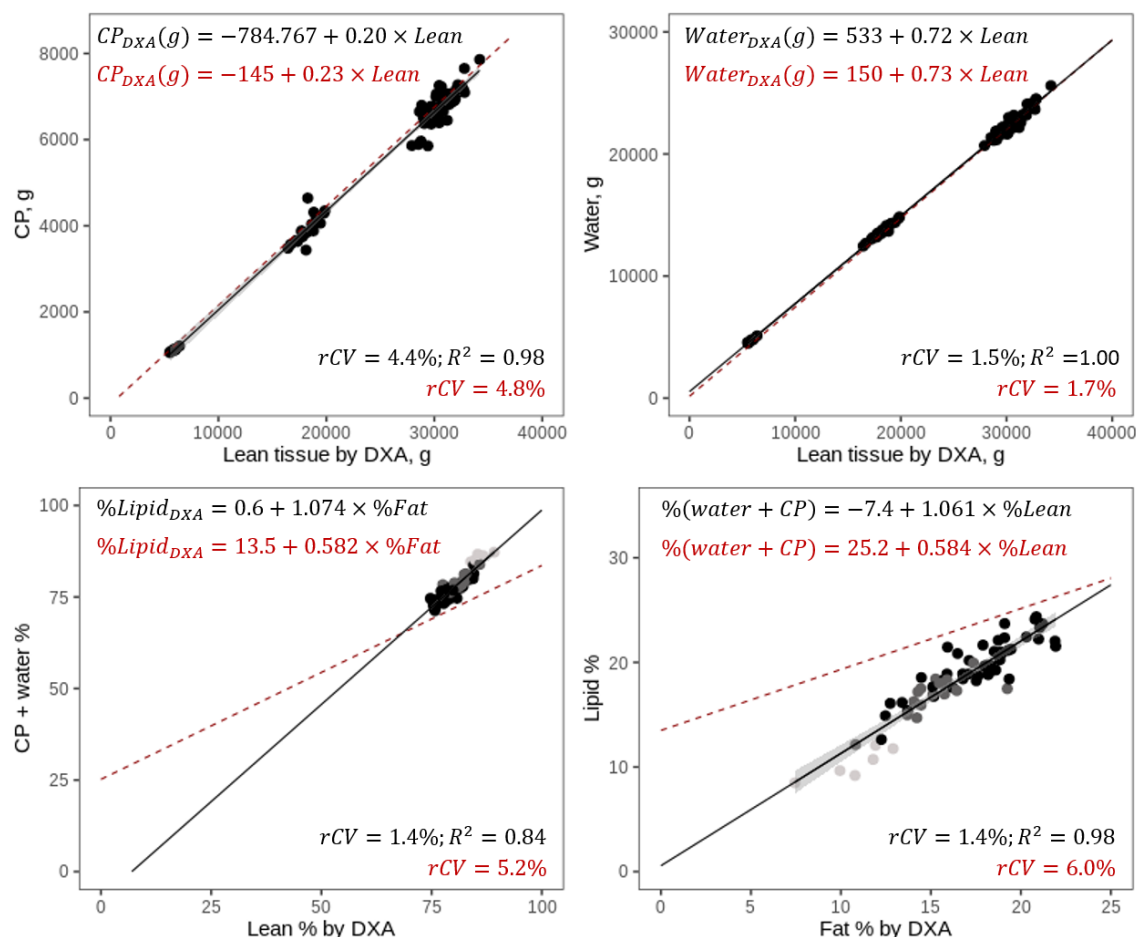 CP_DXA(g) = −784.767 + 0.20 × Lean
CP_DXA(g) = −145 + 0.23 × Lean
8000
6000
4000
2000
0
CP, g
rCV = 4.4%; R² = 0.98
rCV = 4.8%
0 10000 20000 30000 40000
Lean tissue by DXA, g
Water_DXA(g) = 533 + 0.72 × Lean
Water_DXA(g) = 150 + 0.73 × Lean
30000
20000
10000
0
Water, g
rCV = 1.5%; R² =1.00
rCV = 1.7%
0 10000 20000 30000 40000
Lean tissue by DXA, g
%Lipid_DXA = 0.6 + 1.074 × %Fat
%Lipid_DXA = 13.5 + 0.582 × %Fat
100
75
50
25
0
CP + water %
rCV = 1.4%; R² = 0.84
rCV = 5.2%
0 25 50 75 100
Lean % by DXA
%(water + CP) = −7.4 + 1.061 × %Lean
%(water + CP) = 25.2 + 0.584 × %Lean
30
20
10
0
Lipid %
rCV = 1.4%; R² = 0.98
rCV = 6.0%
0 5 10 15 20 25
Fat % by DXA